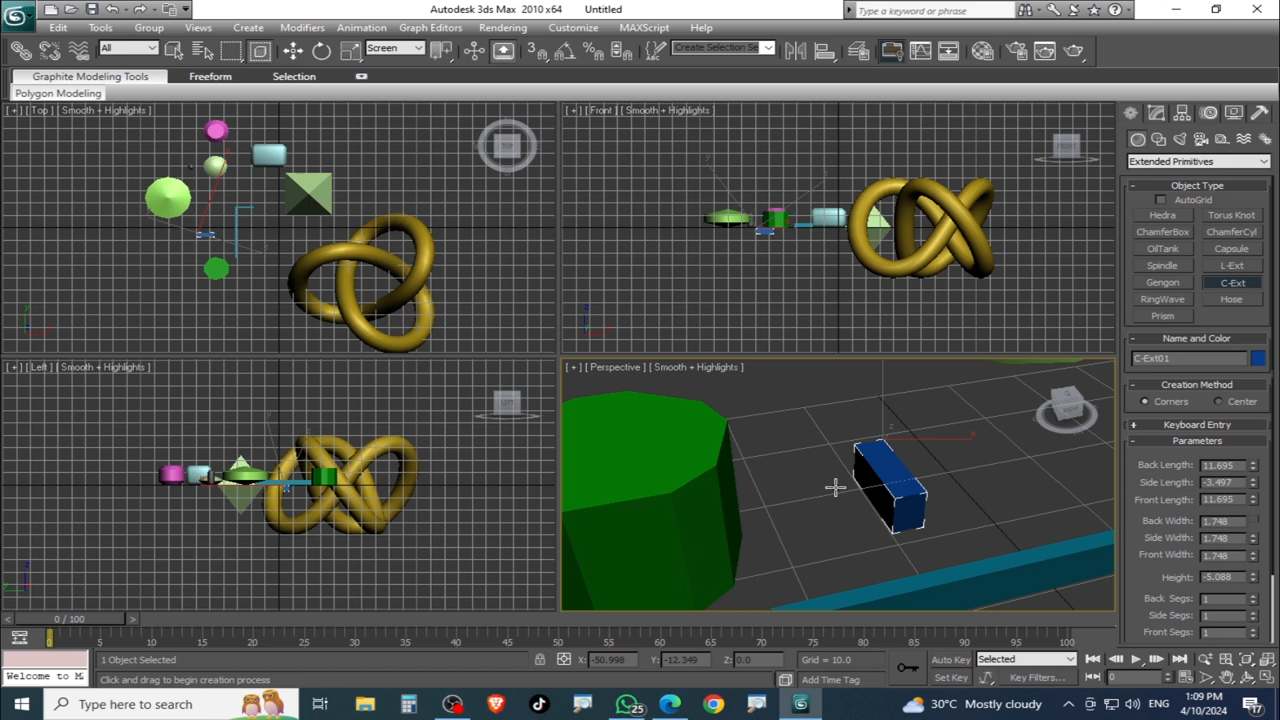 Autodesk 3ds Max 2010 x64 Untitled
Type a keyword or phrase
Edit Tools Group Views Create Modifiers Animation Graph Editors Rendering Customize MAXScript Help
All Screen 3 Create Selection Se
Graphite Modeling Tools Freeform Selection
Polygon Modeling
[ + ] [ Top ] [ Smooth + Highlights ]
[ + ] [ Front ] [ Smooth + Highlights ]
TOP
FRONT
[ + ] [ Left ] [ Smooth + Highlights ]
[ + ] [ Perspective ] [ Smooth + Highlights ]
LEFT
Extended Primitives
Object Type
AutoGrid
Hedra Torus Knot
ChamferBox ChamferCyl
OilTank Capsule
Spindle L-Ext
Gengon C-Ext
RingWave Hose
Prism
Name and Color
C-Ext01
Creation Method
Corners Center
Keyboard Entry
Parameters
Back Length: 11.695
Side Length: -3.497
Front Length: 11.695
Back Width: 1.748
Side Width: 1.748
Front Width: 1.748
Height: -5.088
Back Segs: 1
Side Segs: 1
Front Segs: 1
0 / 100
0 5 10 15 20 25 30 35 40 45 50 55 60 65 70 75 80 85 90 95 100
1 Object Selected X: -50.998 Y: -12.349 Z: 0.0 Grid = 10.0 Auto Key Selected
Welcome to M Click and drag to begin creation process Add Time Tag Set Key Key Filters... 0
Type here to search 25 30°C Mostly cloudy ENG 1:09 PM
4/10/2024 17